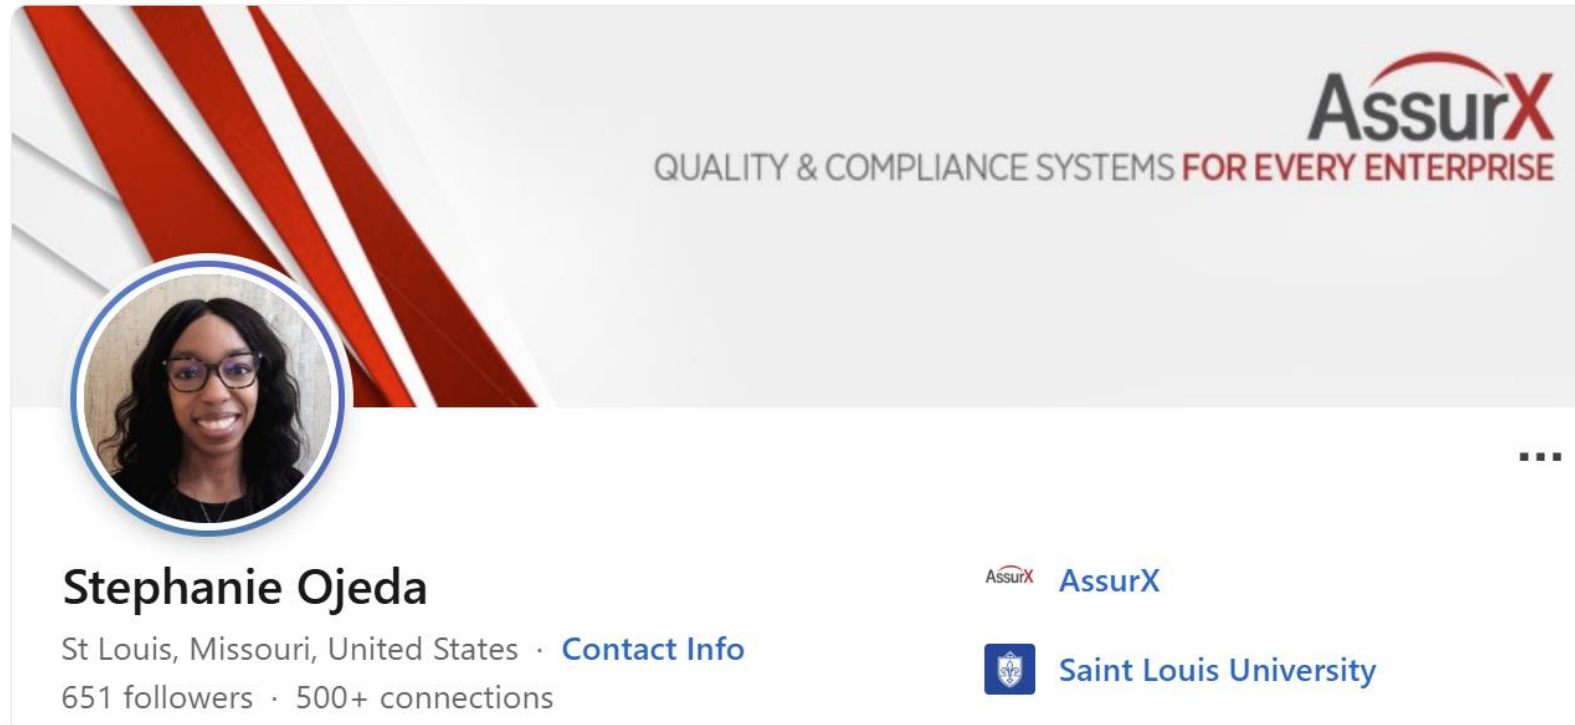 AssurX
QUALITY & COMPLIANCE SYSTEMS FOR EVERY ENTERPRISE
...
Stephanie Ojeda
St Louis, Missouri, United States · Contact Info
651 followers · 500+ connections
AssurX AssurX
Saint Louis University